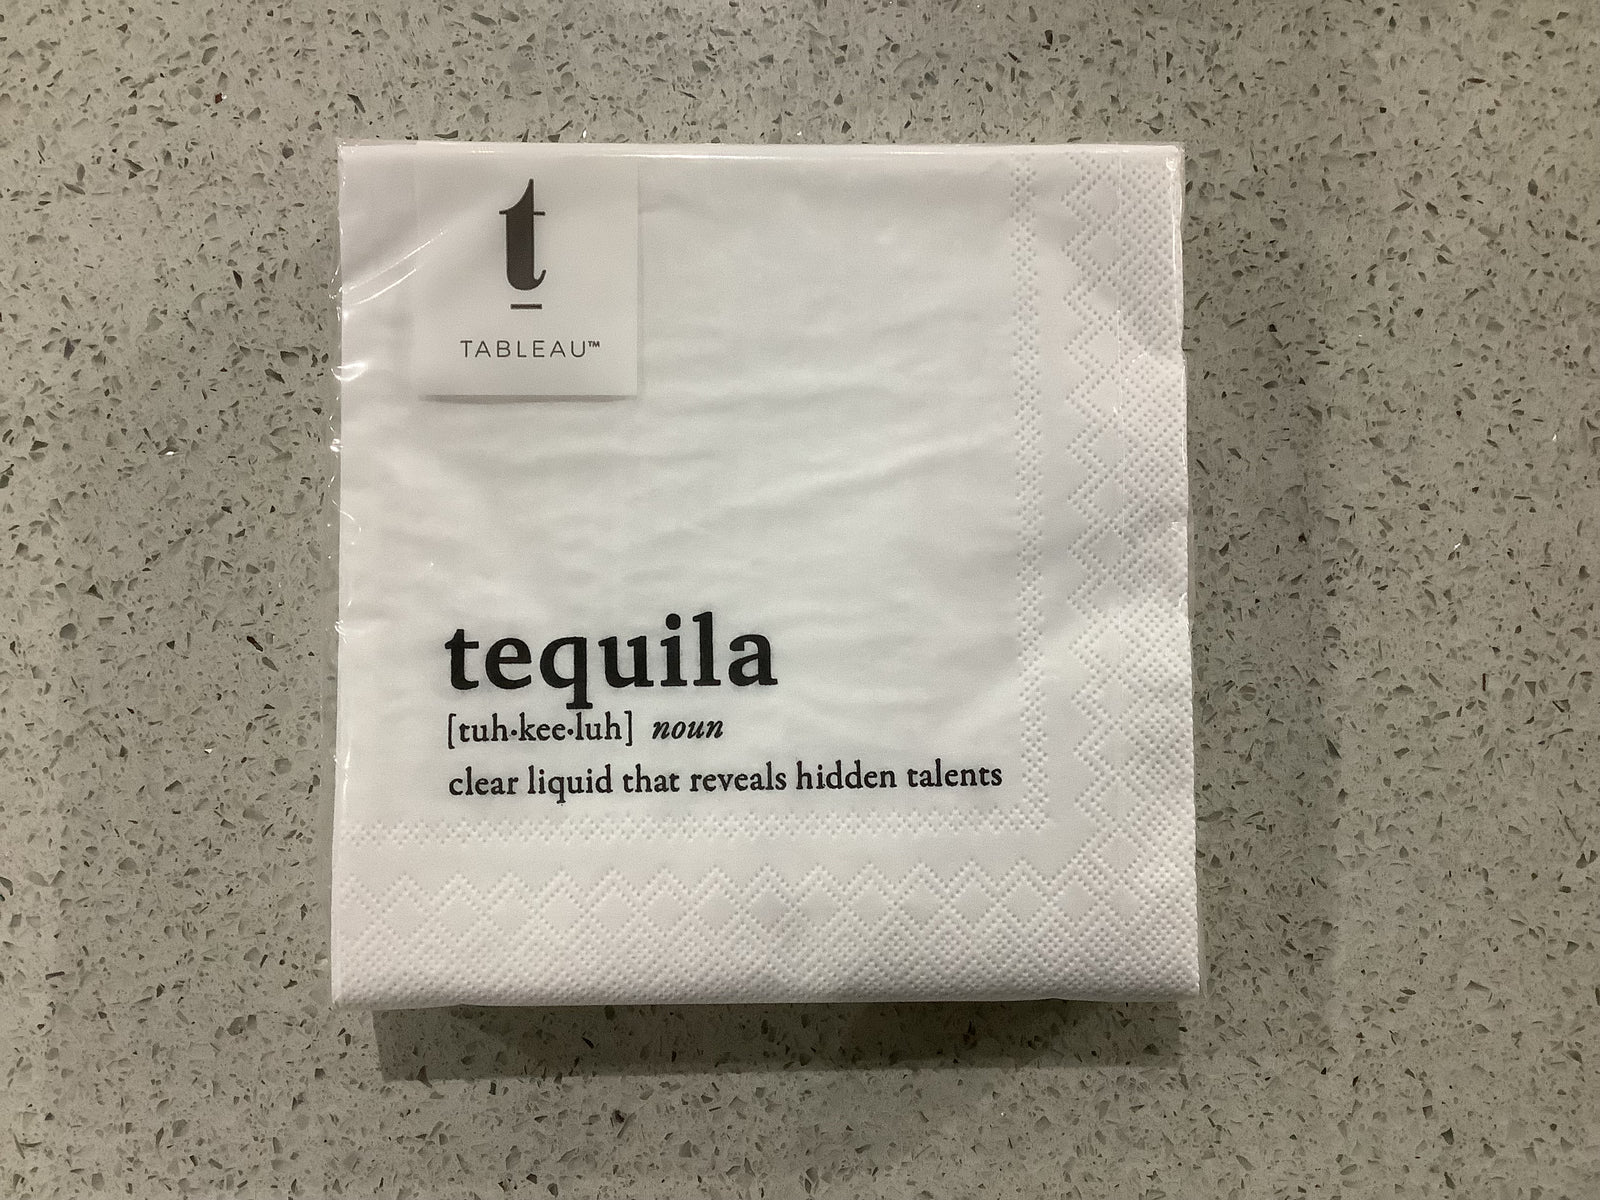 t
TABLEAU™
tequila
[tuh·kee·luh] noun
clear liquid that reveals hidden talents